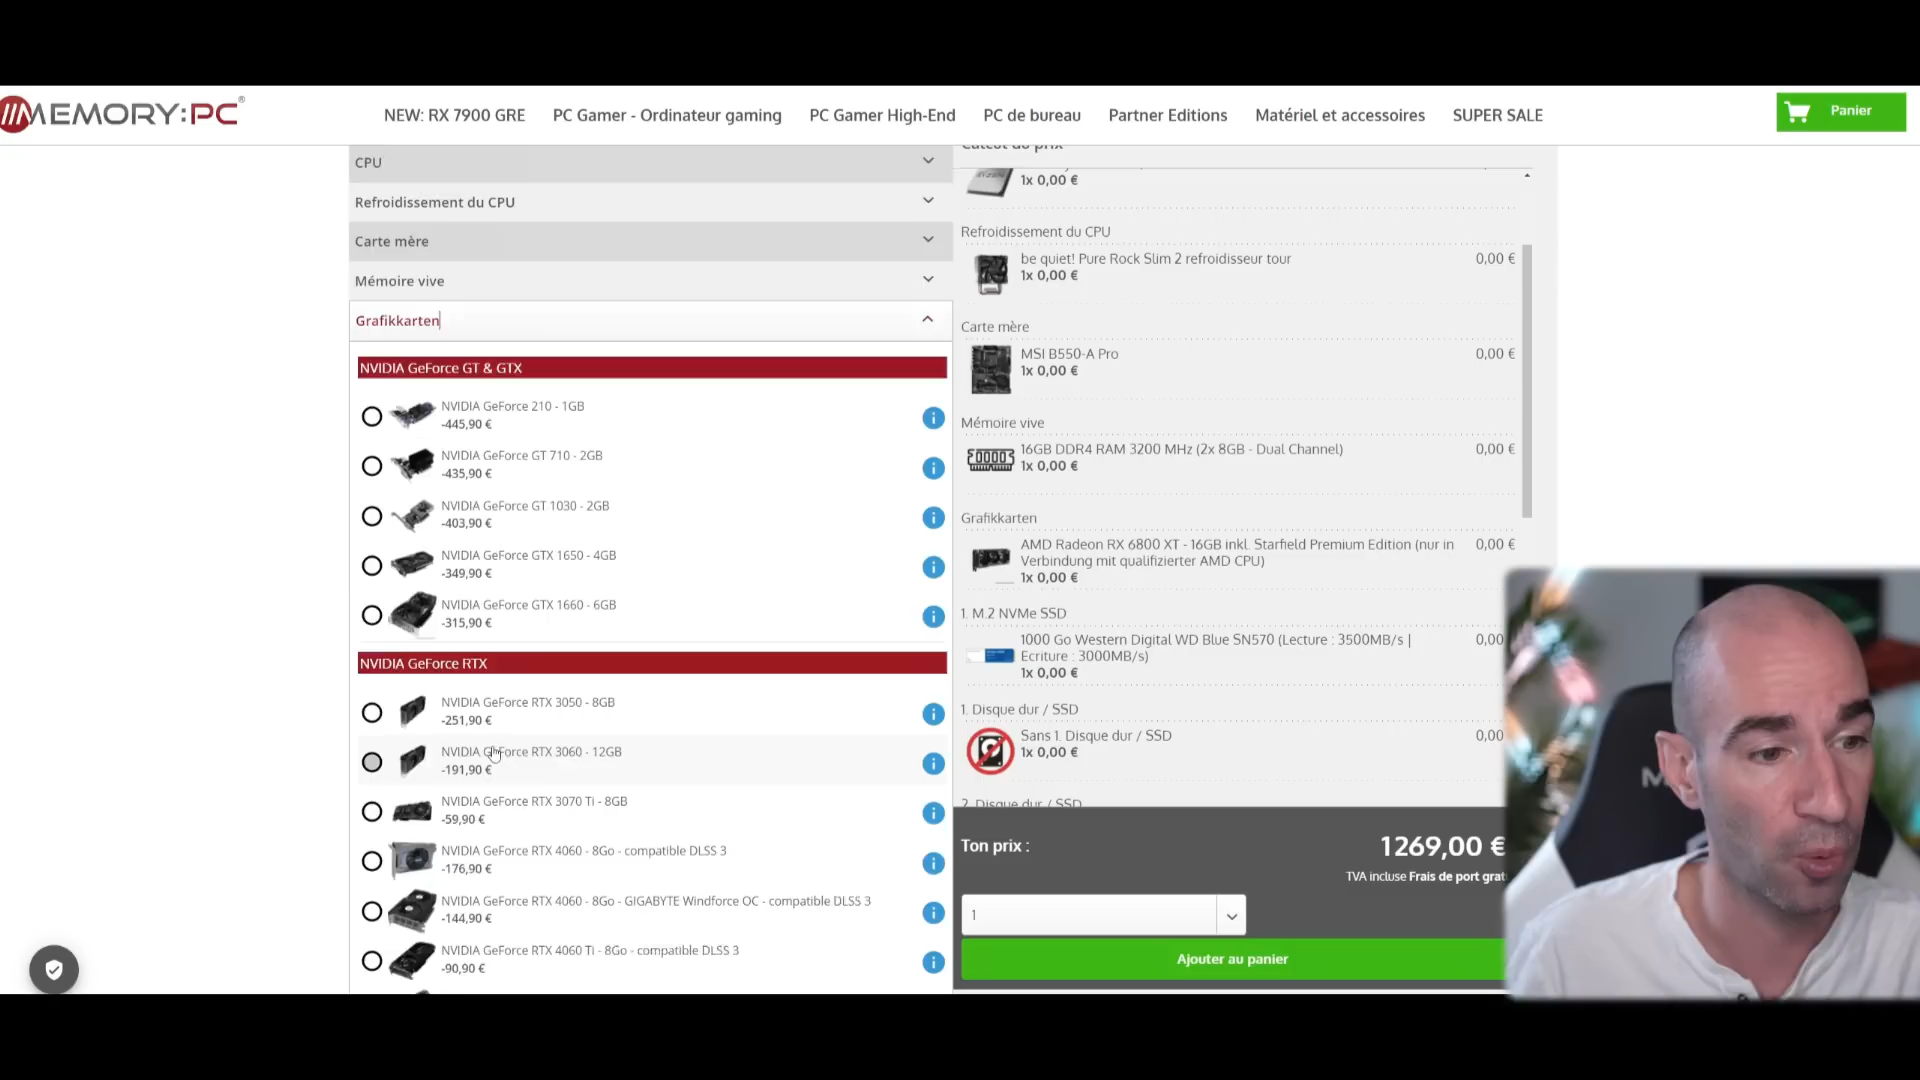 MEMORY:PC®
NEW: RX 7900 GRE
PC Gamer - Ordinateur gaming
PC Gamer High-End
PC de bureau
Partner Editions
Matériel et accessoires
SUPER SALE
Panier
CPU
Refroidissement du CPU
Carte mère
Mémoire vive
Grafikkarten
NVIDIA GeForce GT & GTX
NVIDIA GeForce 210 - 1GB
-445,90 €
NVIDIA GeForce GT 710 - 2GB
-435,90 €
NVIDIA GeForce GT 1030 - 2GB
-403,90 €
NVIDIA GeForce GTX 1650 - 4GB
-349,90 €
NVIDIA GeForce GTX 1660 - 6GB
-315,90 €
NVIDIA GeForce RTX
NVIDIA GeForce RTX 3050 - 8GB
-251,90 €
NVIDIA GeForce RTX 3060 - 12GB
-191,90 €
NVIDIA GeForce RTX 3070 Ti - 8GB
-59,90 €
NVIDIA GeForce RTX 4060 - 8Go - compatible DLSS 3
-176,90 €
NVIDIA GeForce RTX 4060 - 8Go - GIGABYTE Windforce OC - compatible DLSS 3
-144,90 €
NVIDIA GeForce RTX 4060 Ti - 8Go - compatible DLSS 3
-90,90 €
Calcul du prix
1x 0,00 €
Refroidissement du CPU
be quiet! Pure Rock Slim 2 refroidisseur tour 0,00 €
1x 0,00 €
Carte mère
MSI B550-A Pro 0,00 €
1x 0,00 €
Mémoire vive
16GB DDR4 RAM 3200 MHz (2x 8GB - Dual Channel) 0,00 €
1x 0,00 €
Grafikkarten
AMD Radeon RX 6800 XT - 16GB inkl. Starfield Premium Edition (nur in 0,00 €
Verbindung mit qualifizierter AMD CPU)
1x 0,00 €
1. M.2 NVMe SSD
1000 Go Western Digital WD Blue SN570 (Lecture : 3500MB/s | 0,00
Ecriture : 3000MB/s)
1x 0,00 €
1. Disque dur / SSD
Sans 1. Disque dur / SSD 0,00
1x 0,00 €
2. Disque dur / SSD
Ton prix : 1269,00 €
TVA incluse Frais de port grat
1
Ajouter au panier